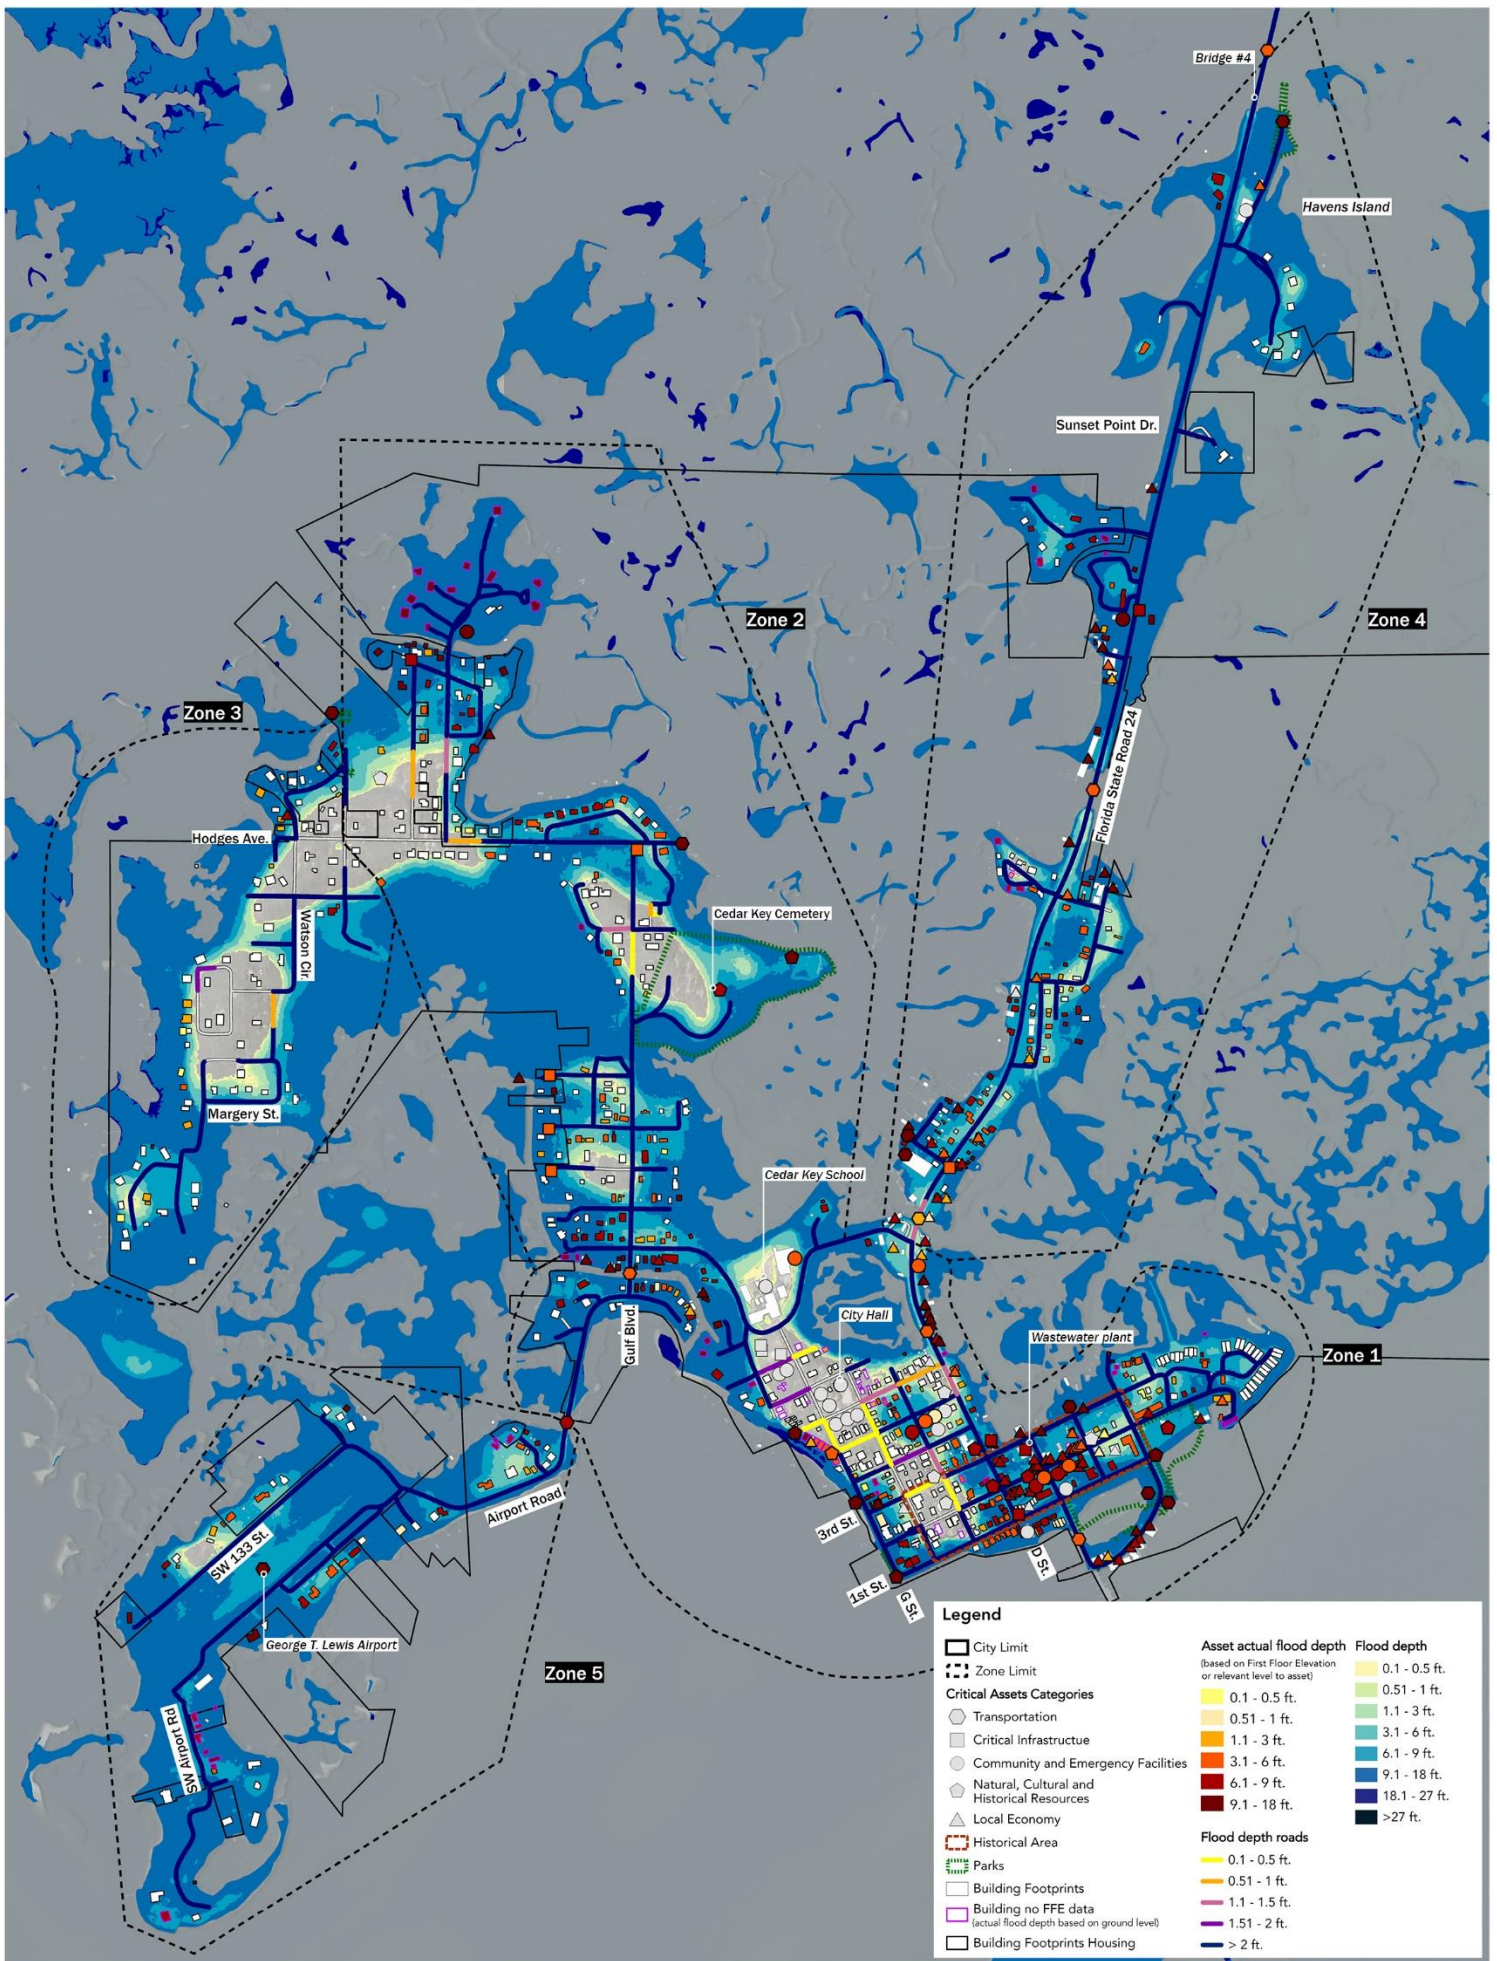 Bridge #4
Havens Island
Sunset Point Dr.
Zone 2
Zone 4
Zone 3
Florida State Road 24
Hodges Ave.
Watson Cir.
Cedar Key Cemetery
Margery St.
Cedar Key School
City Hall
Gulf Blvd.
Wastewater plant
Zone 1
Airport Road
SW 133 St.
3rd St.
D St.
1st St.
G St.
George T. Lewis Airport
Zone 5
SW Airport Rd
Legend
City Limit
Zone Limit
Critical Assets Categories
Transportation
Critical Infrastructue
Community and Emergency Facilities
Natural, Cultural and
Historical Resources
Local Economy
Historical Area
Parks
Building Footprints
Building no FFE data
(actual flood depth based on ground level)
Building Footprints Housing
Asset actual flood depth
(based on First Floor Elevation
or relevant level to asset)
0.1 - 0.5 ft.
0.51 - 1 ft.
1.1 - 3 ft.
3.1 - 6 ft.
6.1 - 9 ft.
9.1 - 18 ft.
Flood depth roads
0.1 - 0.5 ft.
0.51 - 1 ft.
1.1 - 1.5 ft.
1.51 - 2 ft.
> 2 ft.
Flood depth
0.1 - 0.5 ft.
0.51 - 1 ft.
1.1 - 3 ft.
3.1 - 6 ft.
6.1 - 9 ft.
9.1 - 18 ft.
18.1 - 27 ft.
>27 ft.